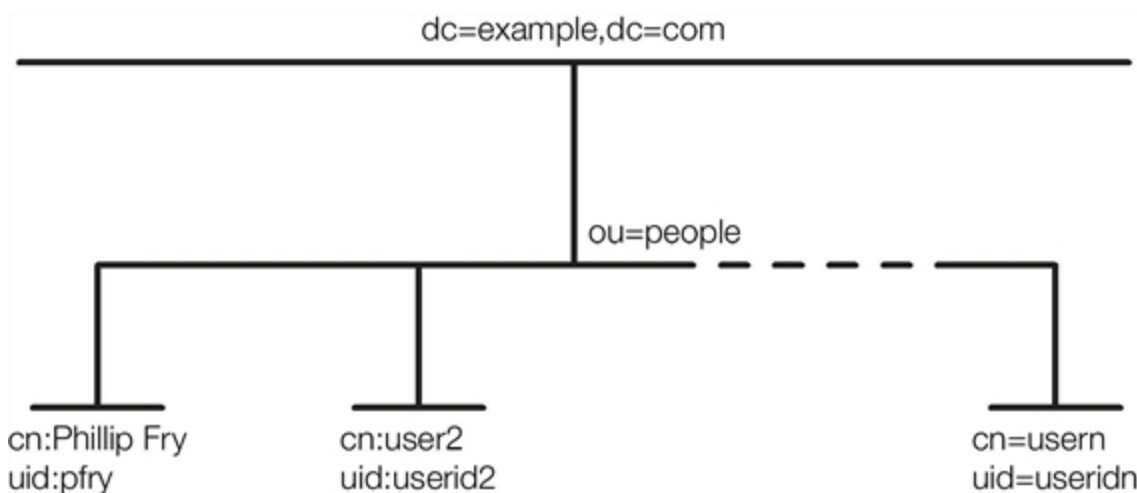 dc=example,dc=com
ou=people
cn:Phillip Fry
uid:pfry
cn:user2
uid:userid2
cn=usern
uid=useridn